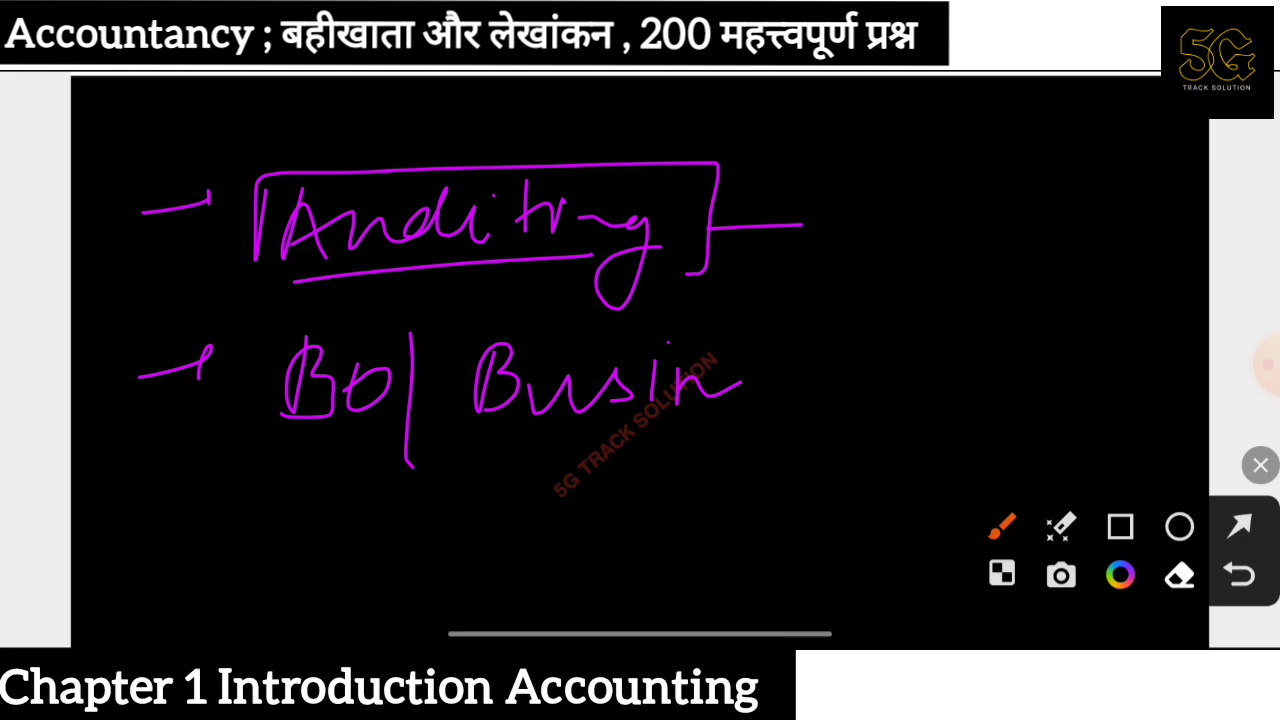 Accountancy ; बहीखाता और लेखांकन , 200 महत्त्वपूर्ण प्रश्न
5G
TRACK SOLUTION
→ Auditing
→ BO | Busin
5G TRACK SOLUTION
Chapter 1 Introduction Accounting